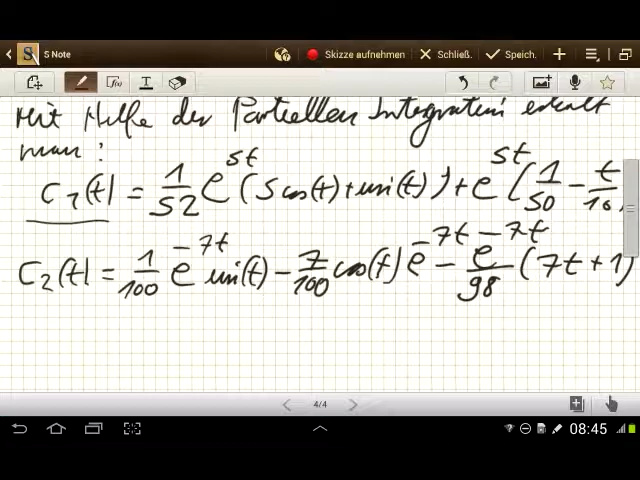 S Note
Skizze aufnehmen
Schließ.
Speich.
Mit Hilfe der Partiellen Integration erhält
man:
C₁(t) = 1/52 e^5t (5 cos(t) + sin(t)) + e^5t (1/50 - t/10
C₂(t) = 1/100 e^-7t sin(t) - 7/100 cos(t) e^-7t - e^-7t/98 (7t + 1)
4/4
08:45